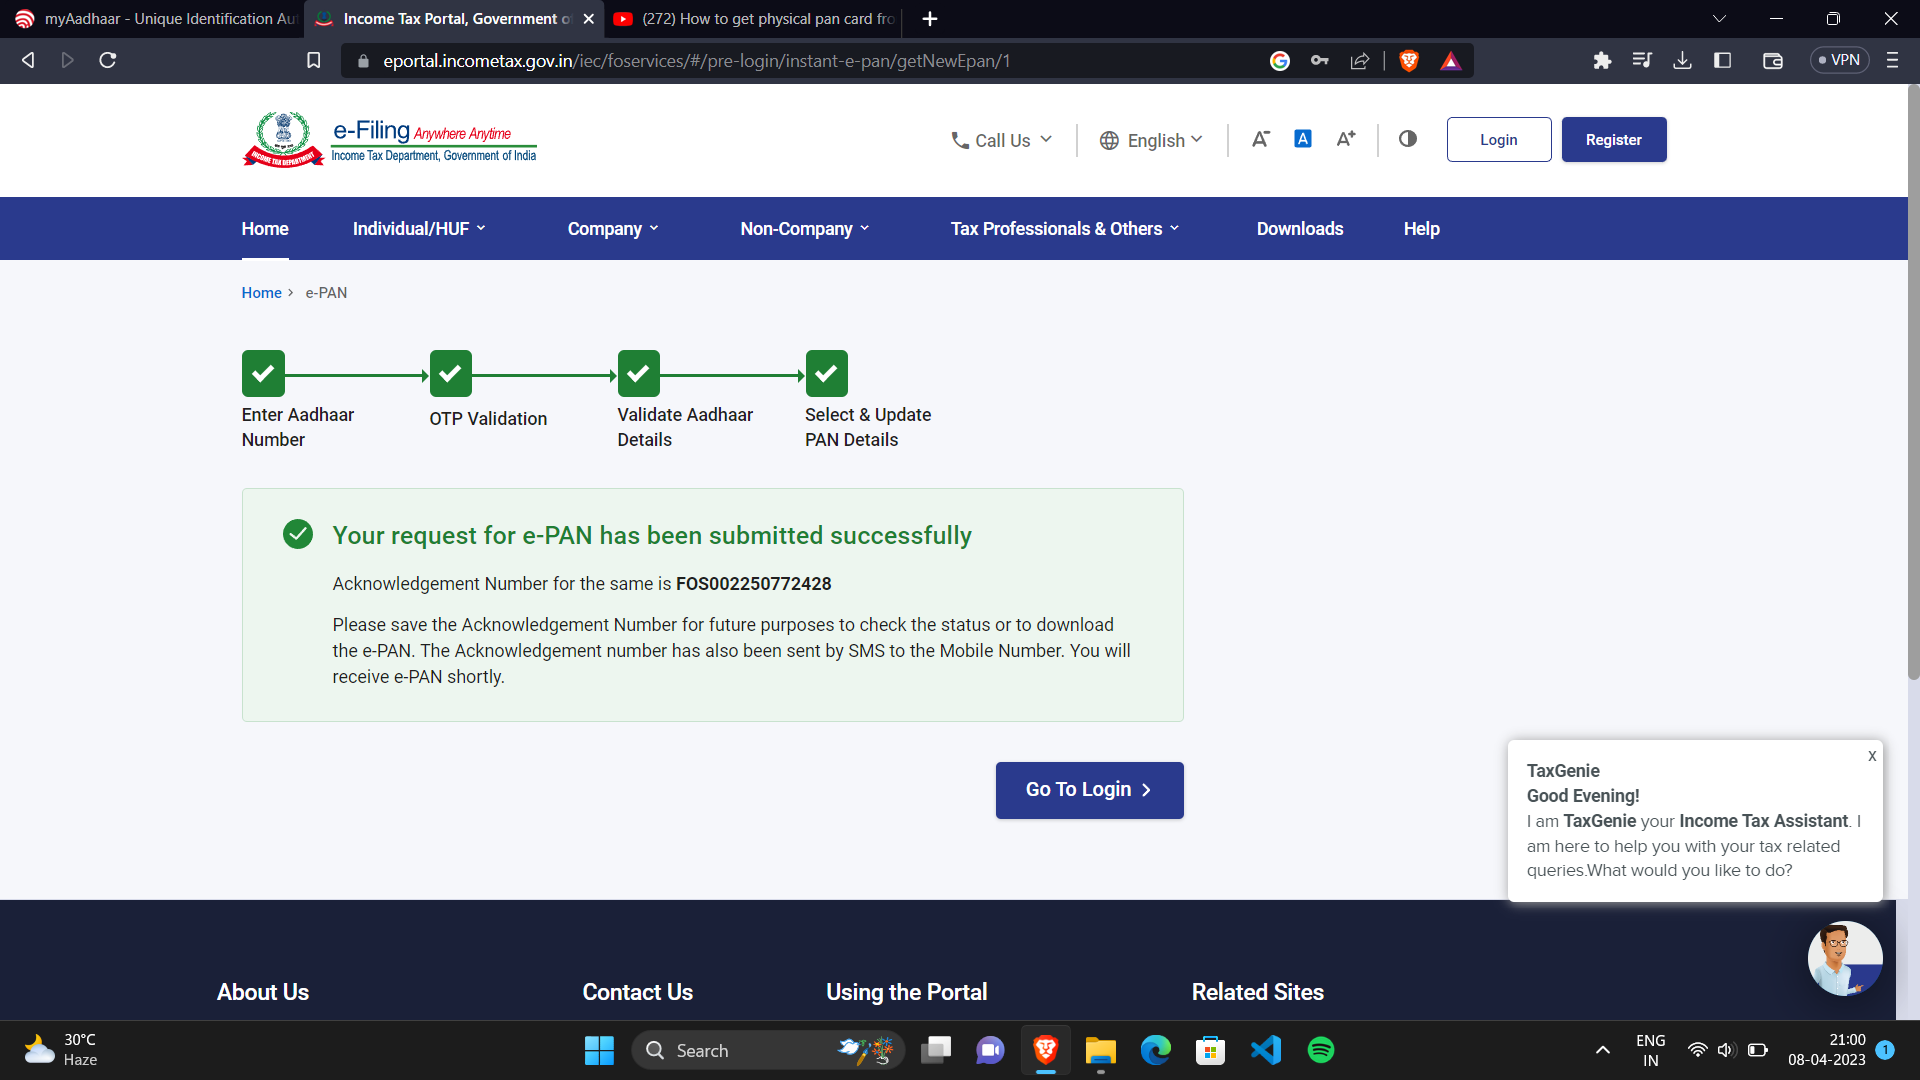 myAadhaar - Unique Identification Au
Income Tax Portal, Government o
(272) How to get physical pan card fro
eportal.incometax.gov.in/iec/foservices/#/pre-login/instant-e-pan/getNewEpan/1
VPN
INCOME TAX DEPARTMENT
e-Filing Anywhere Anytime
Income Tax Department, Government of India
Call Us
English
A-
A
A+
Login
Register
Home
Individual/HUF
Company
Non-Company
Tax Professionals & Others
Downloads
Help
Home > e-PAN
Enter Aadhaar
Number
OTP Validation
Validate Aadhaar
Details
Select & Update
PAN Details
Your request for e-PAN has been submitted successfully
Acknowledgement Number for the same is FOS002250772428
Please save the Acknowledgement Number for future purposes to check the status or to download
the e-PAN. The Acknowledgement number has also been sent by SMS to the Mobile Number. You will
receive e-PAN shortly.
Go To Login
X
TaxGenie
Good Evening!
I am TaxGenie your Income Tax Assistant. I
am here to help you with your tax related
queries.What would you like to do?
About Us
Contact Us
Using the Portal
Related Sites
30°C
Haze
Search
ENG
IN
21:00
08-04-2023
1